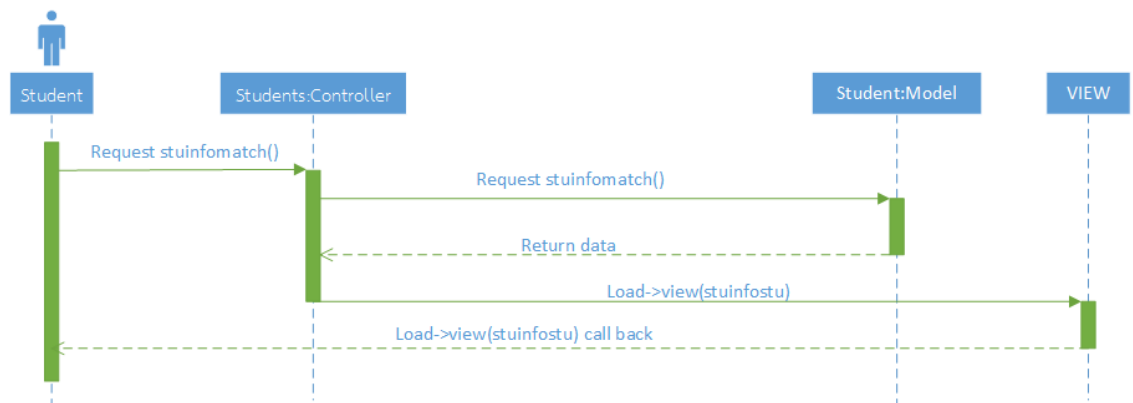 Student
Students:Controller
Student:Model
VIEW
Request stuinfomatch()
Request stuinfomatch()
Return data
Load->view(stuinfostu)
Load->view(stuinfostu) call back